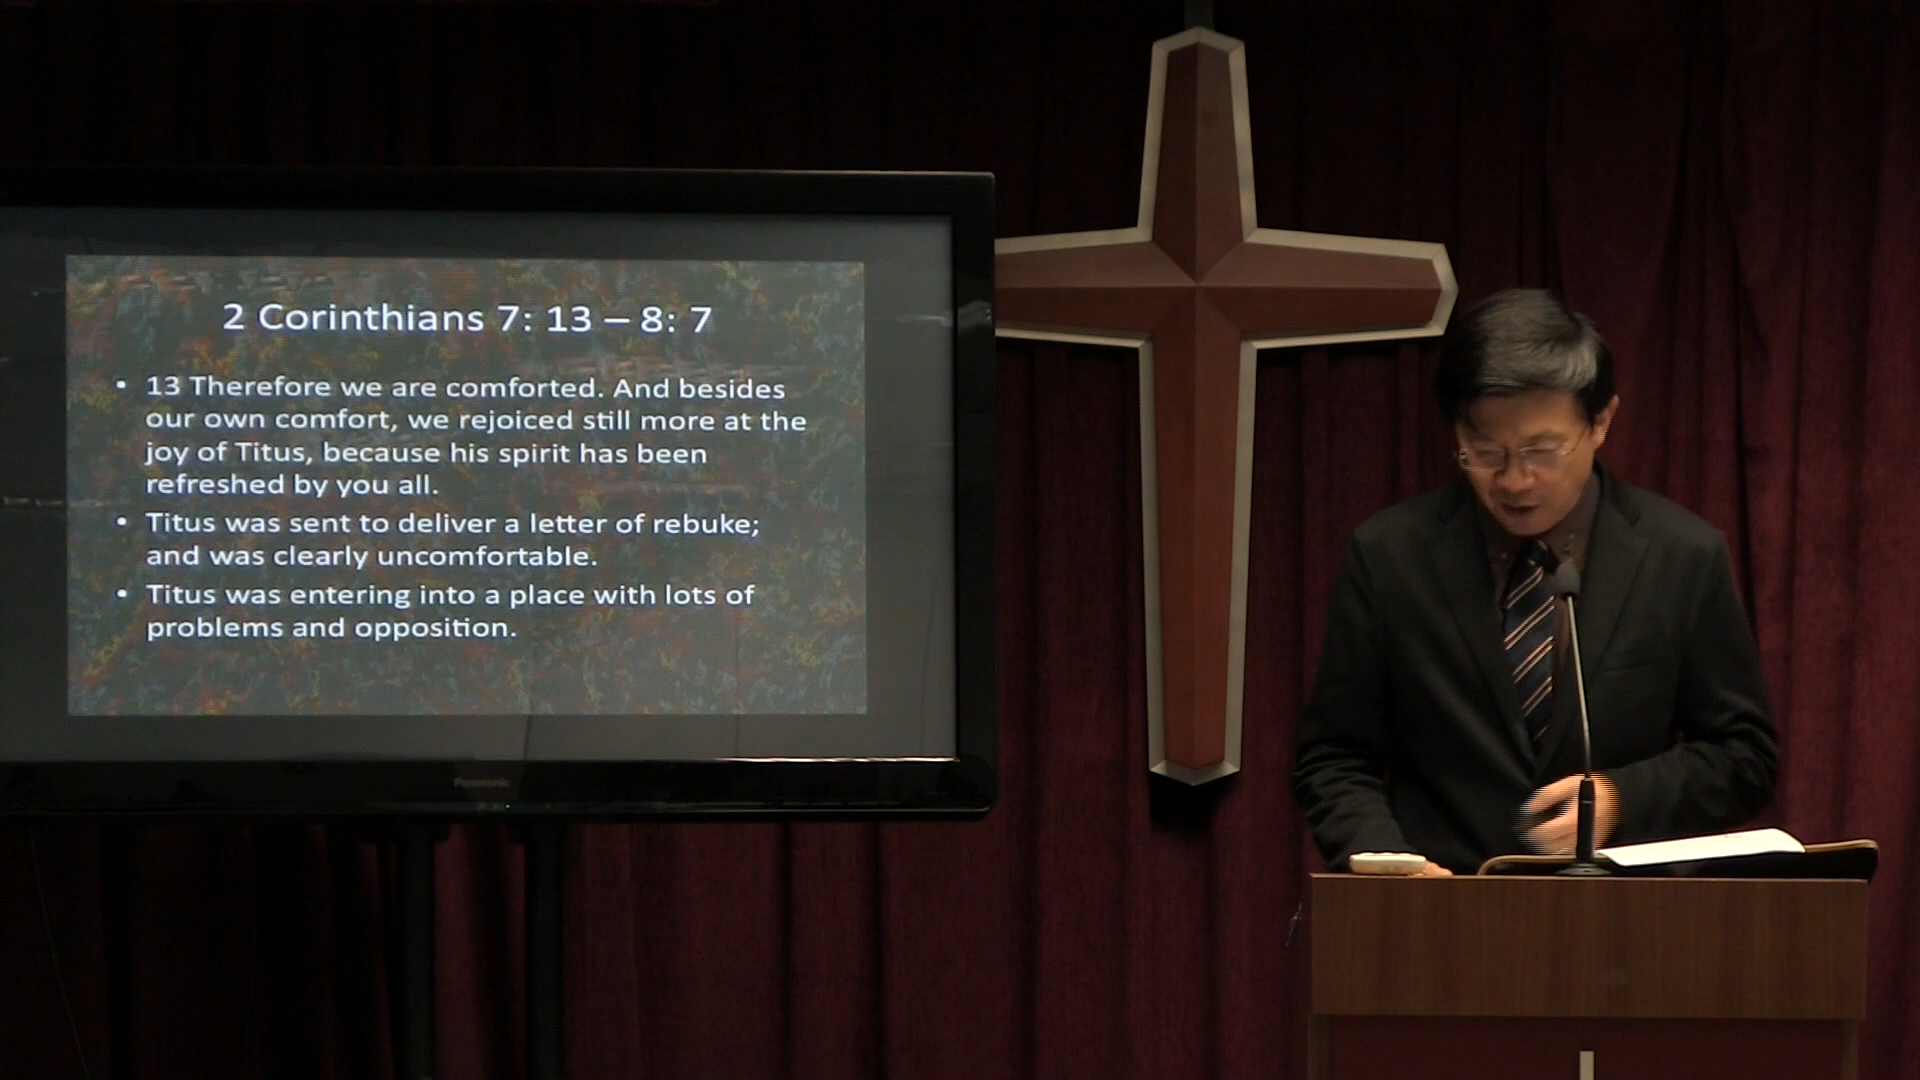 2 Corinthians 7: 13 – 8: 7
• 13 Therefore we are comforted. And besides
our own comfort, we rejoiced still more at the
joy of Titus, because his spirit has been
refreshed by you all.
• Titus was sent to deliver a letter of rebuke;
and was clearly uncomfortable.
• Titus was entering into a place with lots of
problems and opposition.
Panasonic